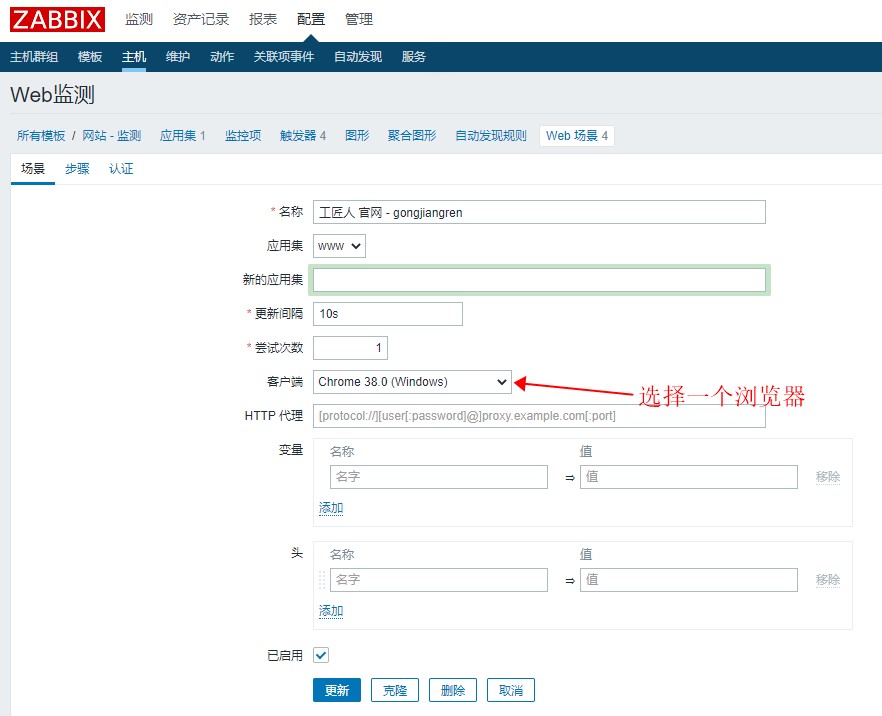 ZABBIX 监测 资产记录 报表 配置 管理
主机群组 模板 主机 维护 动作 关联项事件 自动发现 服务
Web监测
所有模板 / 网站 - 监测 应用集 1 监控项 触发器 4 图形 聚合图形 自动发现规则 Web 场景 4
场景 步骤 认证
* 名称 工匠人 官网 - gongjiangren
应用集 www
新的应用集
* 更新间隔 10s
* 尝试次数 1
客户端 Chrome 38.0 (Windows)
选择一个浏览器
HTTP 代理 [protocol://][user[:password]@]proxy.example.com[:port]
变量 名称 值
名字 ⇒ 值 移除
添加
头 名称 值
名字 ⇒ 值 移除
添加
已启用
更新 克隆 删除 取消